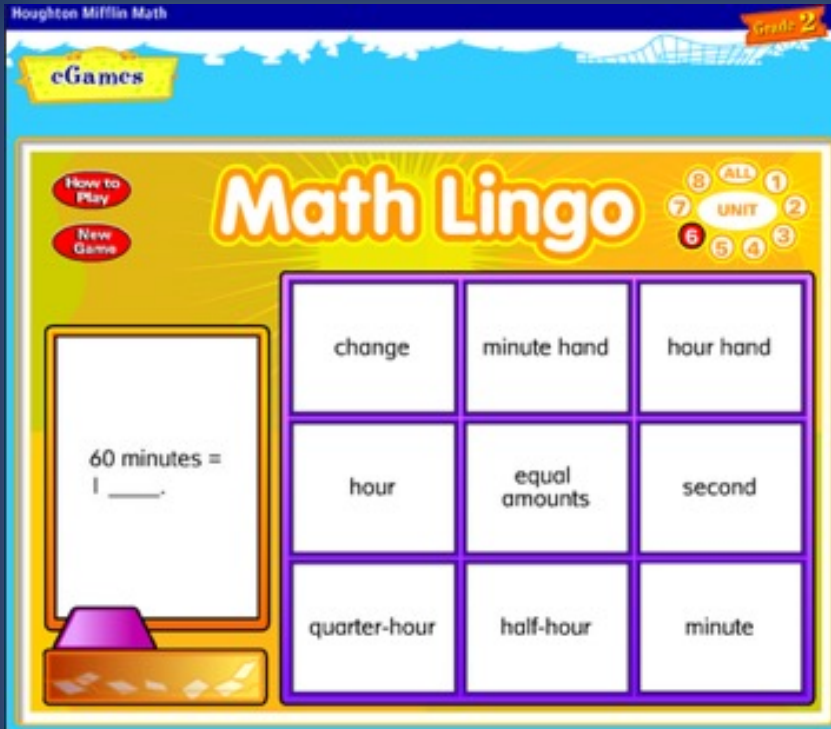 Houghton Mifflin Math
Grade 2
eGames
How to
Play
New
Game
Math Lingo
ALL
1
2
3
4
5
6
7
8
UNIT
60 minutes =
1 ____.
change
minute hand
hour hand
hour
equal
amounts
second
quarter-hour
half-hour
minute